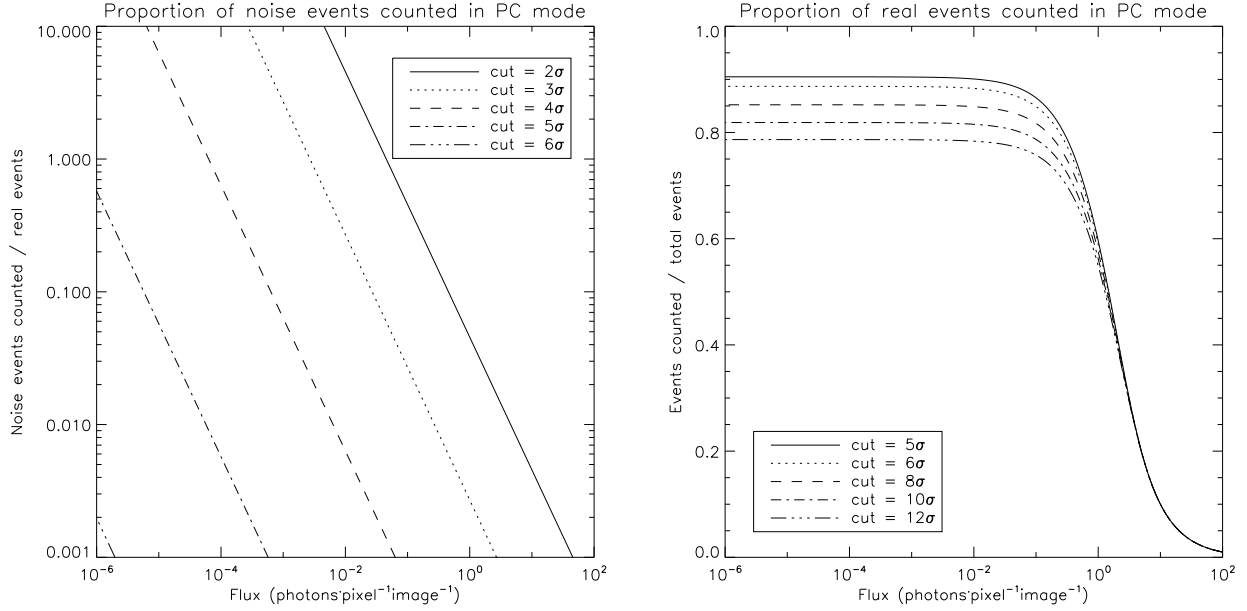 Proportion of noise events counted in PC mode
Noise events counted / real events
10.000
1.000
0.100
0.010
0.001
cut = 2σ
cut = 3σ
cut = 4σ
cut = 5σ
cut = 6σ
10⁻⁶ 10⁻⁴ 10⁻² 10⁰ 10²
Flux (photons·pixel⁻¹image⁻¹)
Proportion of real events counted in PC mode
Events counted / total events
1.0
0.8
0.6
0.4
0.2
0.0
cut = 5σ
cut = 6σ
cut = 8σ
cut = 10σ
cut = 12σ
10⁻⁶ 10⁻⁴ 10⁻² 10⁰ 10²
Flux (photons·pixel⁻¹image⁻¹)